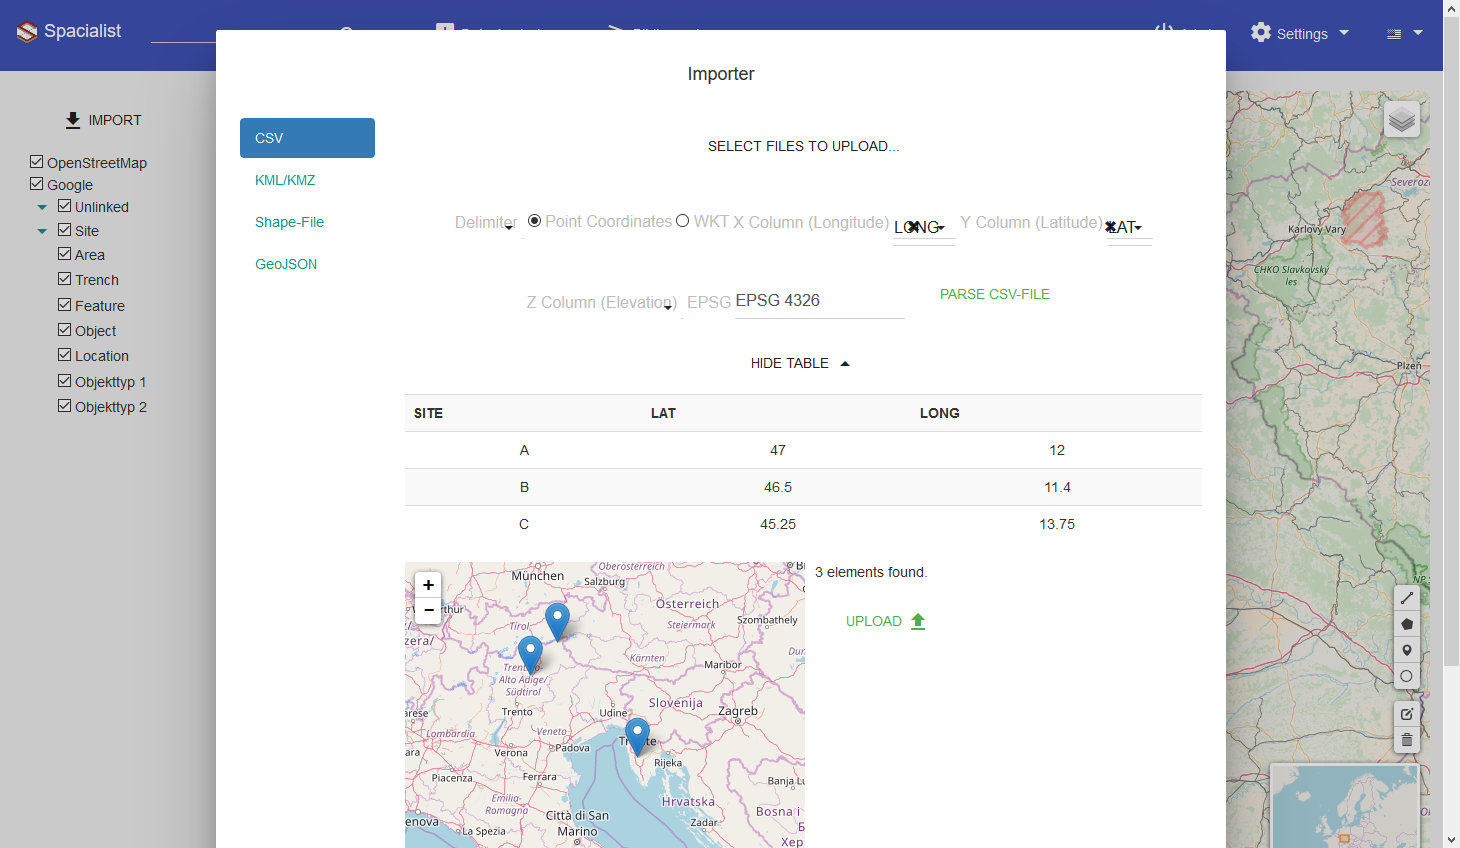 Spacialist
Settings
Importer
IMPORT
OpenStreetMap
Google
Unlinked
Site
Area
Trench
Feature
Object
Location
Objekttyp 1
Objekttyp 2
CSV
KML/KMZ
Shape-File
GeoJSON
SELECT FILES TO UPLOAD...
Delimiter Point Coordinates WKT X Column (Longitude) LONG Y Column (Latitude) LAT
Z Column (Elevation) EPSG EPSG 4326
PARSE CSV-FILE
HIDE TABLE
SITE LAT LONG
A 47 12
B 46.5 11.4
C 45.25 13.75
3 elements found.
UPLOAD
+
−
Oberösterreich
München
Salzburg
Österreich
Szombathely
Steiermark
Tirol
Kärnten
Maribor
Alto Adige/
Südtirol
Trento
Udine
Slovenija
Zagreb
Lombardia
Veneto
Verona
Padova
Rijeka
Piacenza
Ferrara
Banja Lu
Emilia-
Romagna
Hrvatska
Città di San
Marino
Bosna i
La Spezia
Zadar
Хер
Severoz
Karlovy Vary
CHKO Slavkovský
les
Plzeň